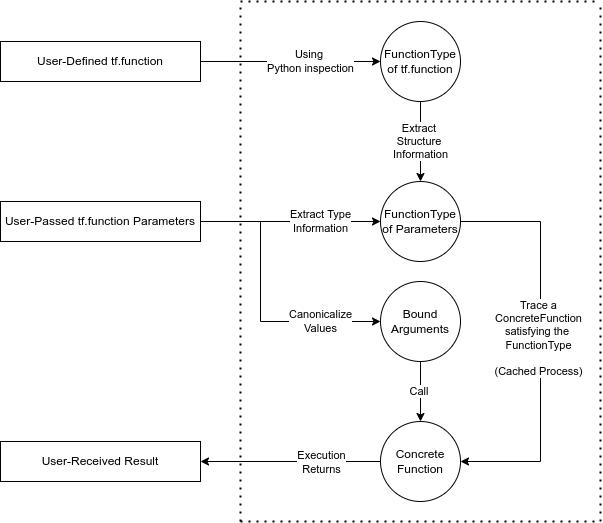 User-Defined tf.function
Using
Python inspection
FunctionType
of tf.function
Extract
Structure
Information
User-Passed tf.function Parameters
Extract Type
Information
FunctionType
of Parameters
Canonicalize
Values
Bound
Arguments
Trace a
ConcreteFunction
satisfying the
FunctionType
(Cached Process)
Call
User-Received Result
Execution
Returns
Concrete
Function